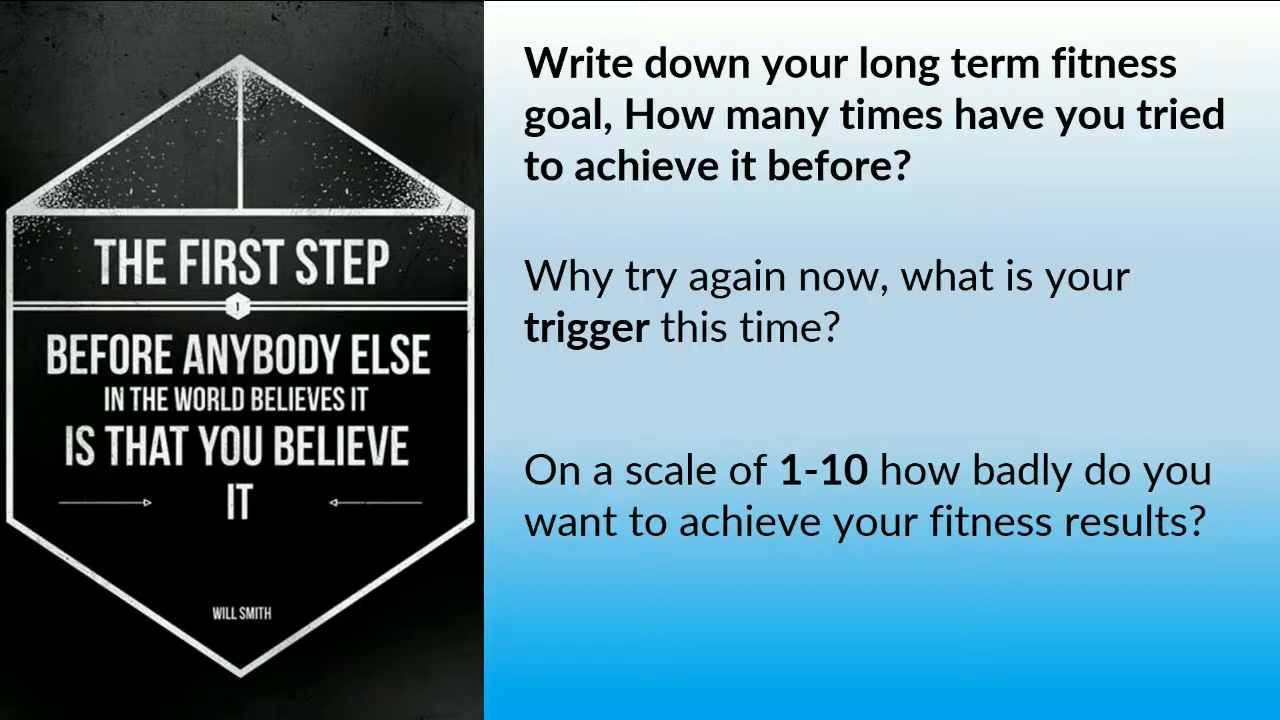 THE FIRST STEP
BEFORE ANYBODY ELSE
IN THE WORLD BELIEVES IT
IS THAT YOU BELIEVE
IT
WILL SMITH
Write down your long term fitness
goal, How many times have you tried
to achieve it before?
Why try again now, what is your
trigger this time?
On a scale of 1-10 how badly do you
want to achieve your fitness results?